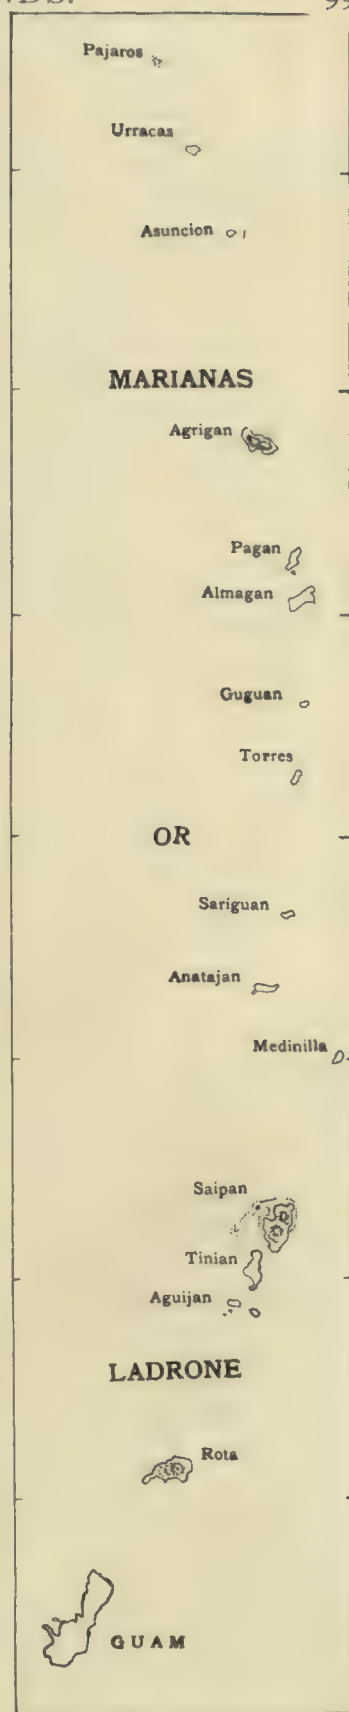 Pajaros
Urracas
Asuncion
MARIANAS
Agrigan
Pagan
Almagan
Guguan
Torres
OR
Sariguan
Anatajan
Medinilla
Saipan
Tinian
Aguijan
LADRONE
Rota
GUAM